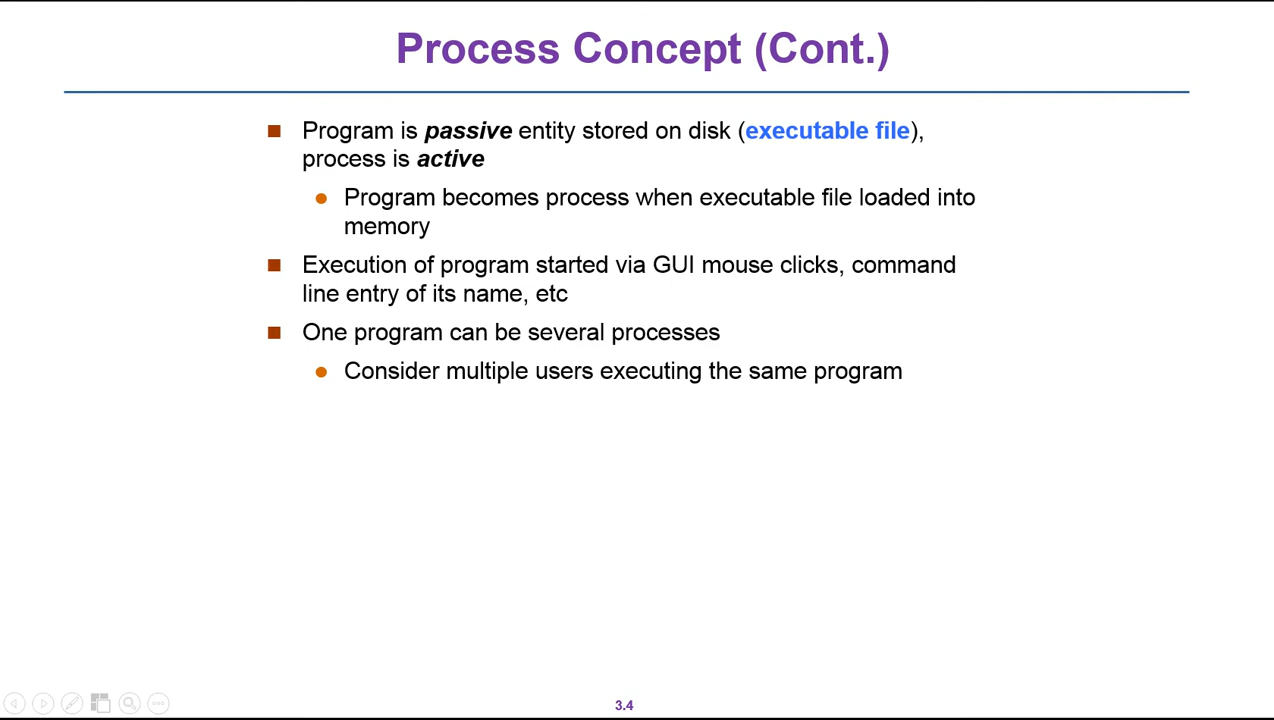 Process Concept (Cont.)
Program is passive entity stored on disk (executable file),
process is active
Program becomes process when executable file loaded into
memory
Execution of program started via GUI mouse clicks, command
line entry of its name, etc
One program can be several processes
Consider multiple users executing the same program
3.4